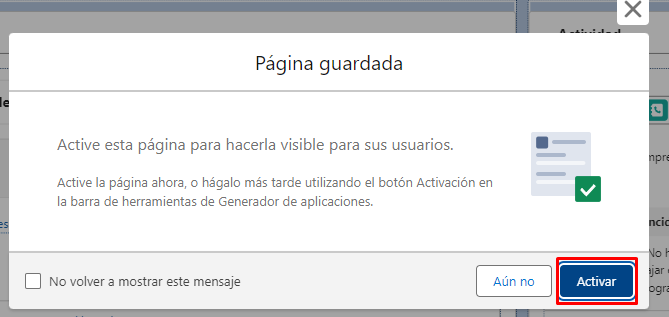 Actividad
Página guardada
Active esta página para hacerla visible para sus usuarios.
Active la página ahora, o hágalo más tarde utilizando el botón Activación en
la barra de herramientas de Generador de aplicaciones.
No volver a mostrar este mensaje
Aún no
Activar